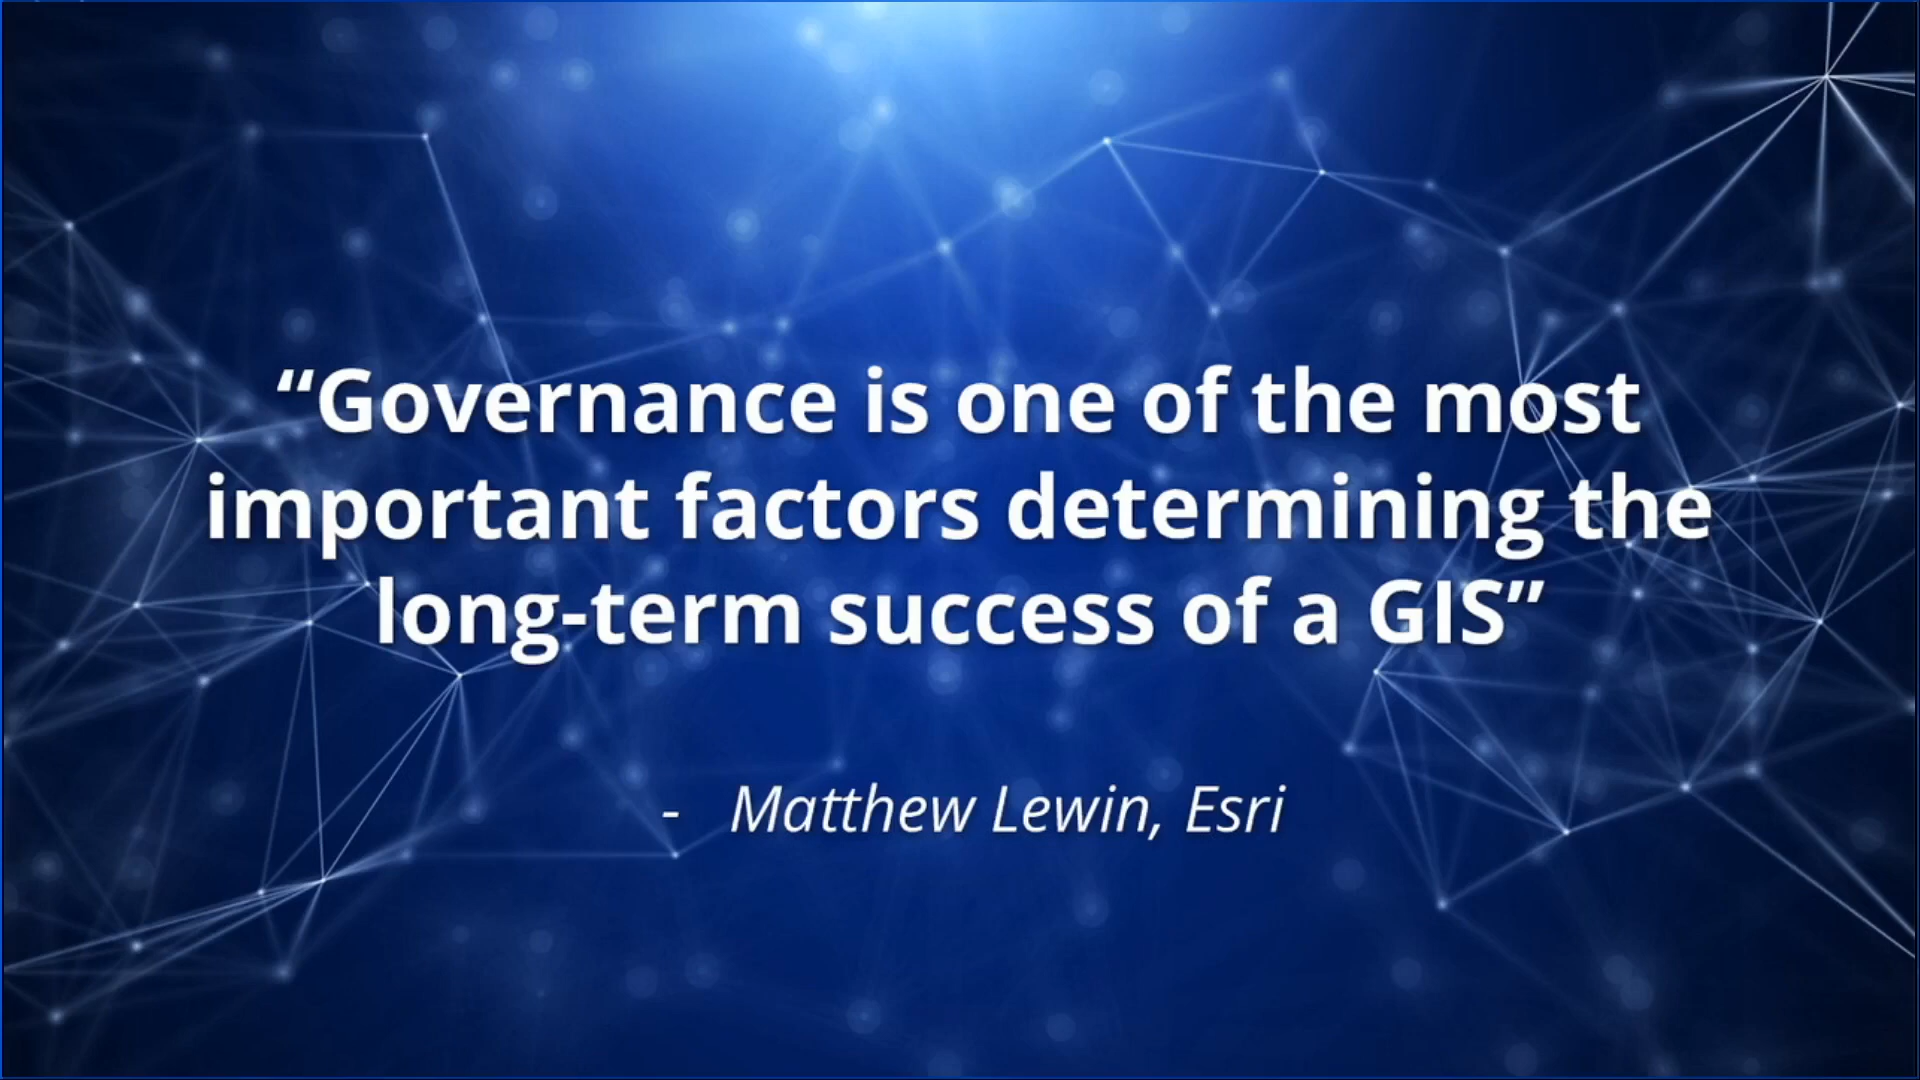 “Governance is one of the most
important factors determining the
long-term success of a GIS”
- Matthew Lewin, Esri